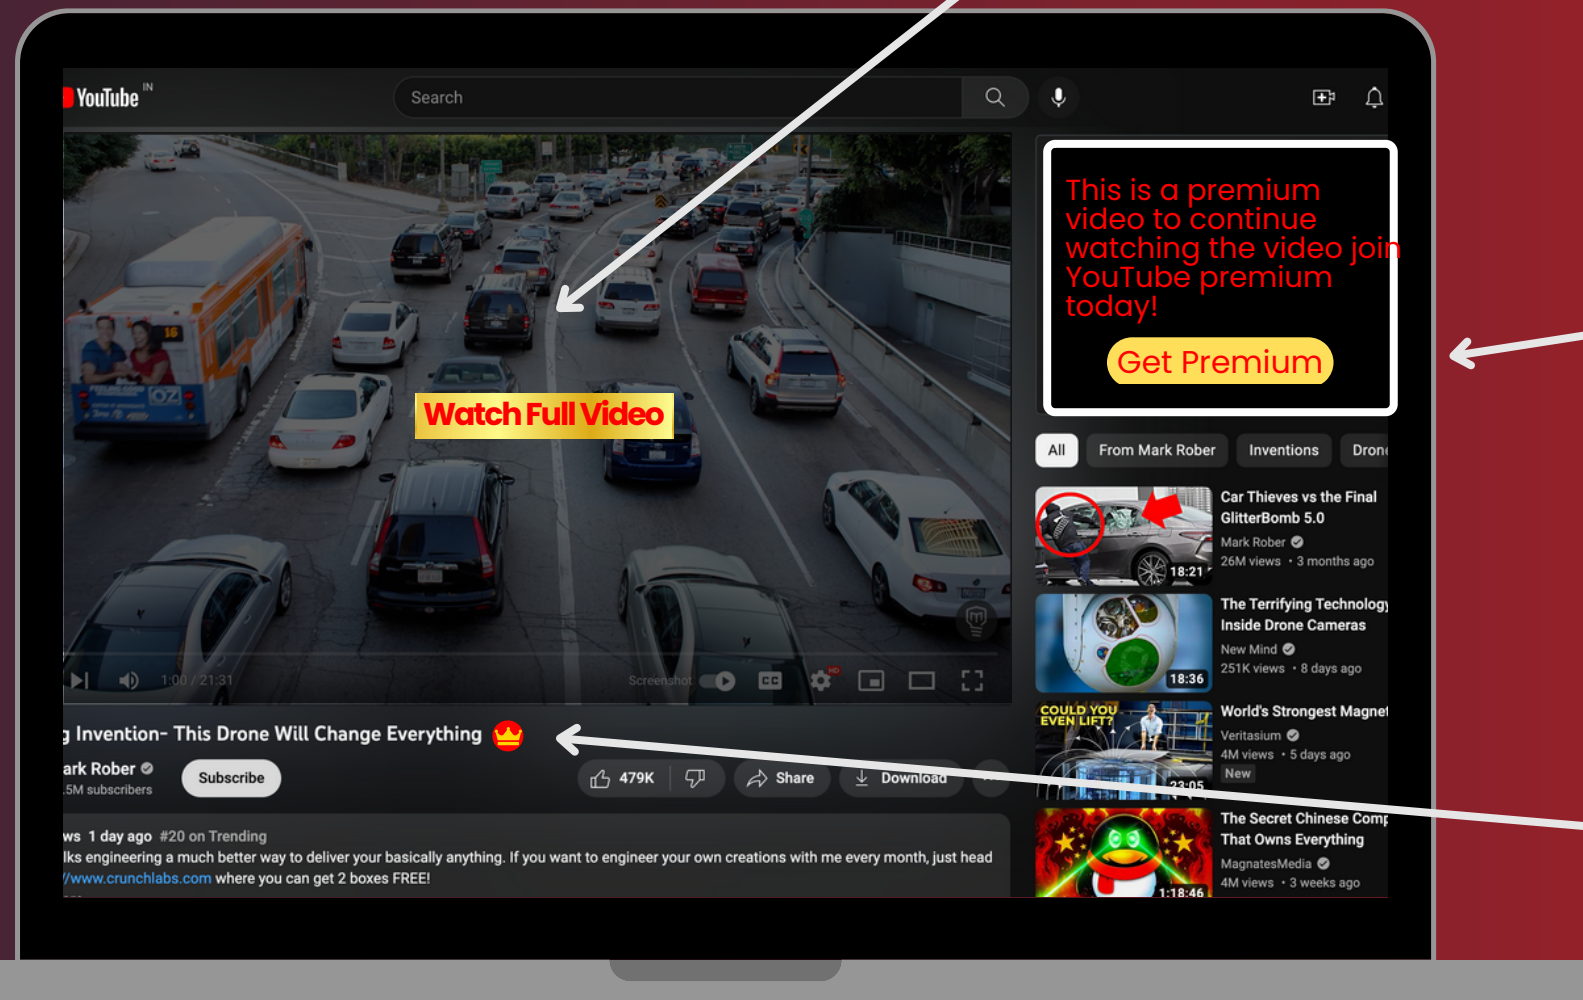 YouTube IN
Search
This is a premium
video to continue
watching the video join
YouTube premium
today!
Get Premium
16
OZ
Watch Full Video
1:00 / 21:31
Screenshot
CC
HD
g Invention- This Drone Will Change Everything
ark Rober
.5M subscribers
Subscribe
479K
Share
Download
ws 1 day ago #20 on Trending
lks engineering a much better way to deliver your basically anything. If you want to engineer your own creations with me every month, just head
//www.crunchlabs.com where you can get 2 boxes FREE!
All
From Mark Rober
Inventions
Drone
Car Thieves vs the Final
GlitterBomb 5.0
Mark Rober
26M views • 3 months ago
18:21
The Terrifying Technology
Inside Drone Cameras
New Mind
251K views • 8 days ago
18:36
COULD YOU
EVEN LIFT?
World's Strongest Magnet
Veritasium
4M views • 5 days ago
New
23:05
The Secret Chinese Comp
That Owns Everything
MagnatesMedia
4M views • 3 weeks ago
1:18:46